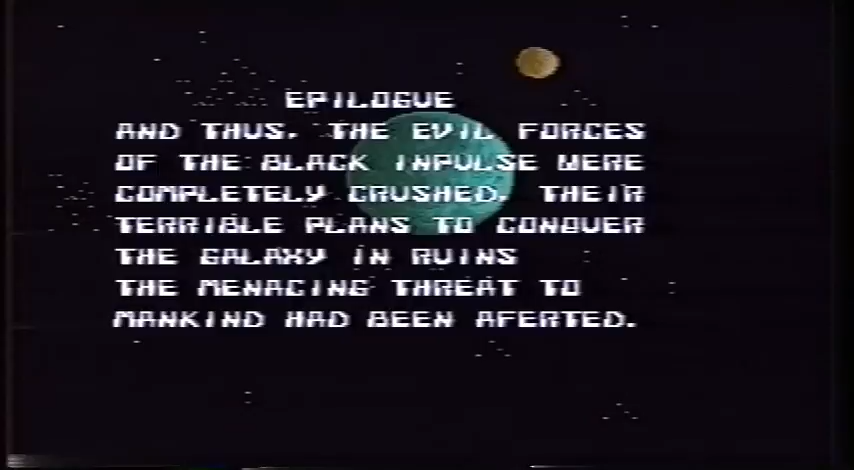 EPILOGUE
AND THUS, THE EVIL FORCES
OF THE BLACK INPULSE WERE
COMPLETELY CRUSHED, THEIR
TERRIBLE PLANS TO CONQUER
THE GALAXY IN RUINS
THE MENACING THREAT TO
MANKIND HAD BEEN AFERTED.